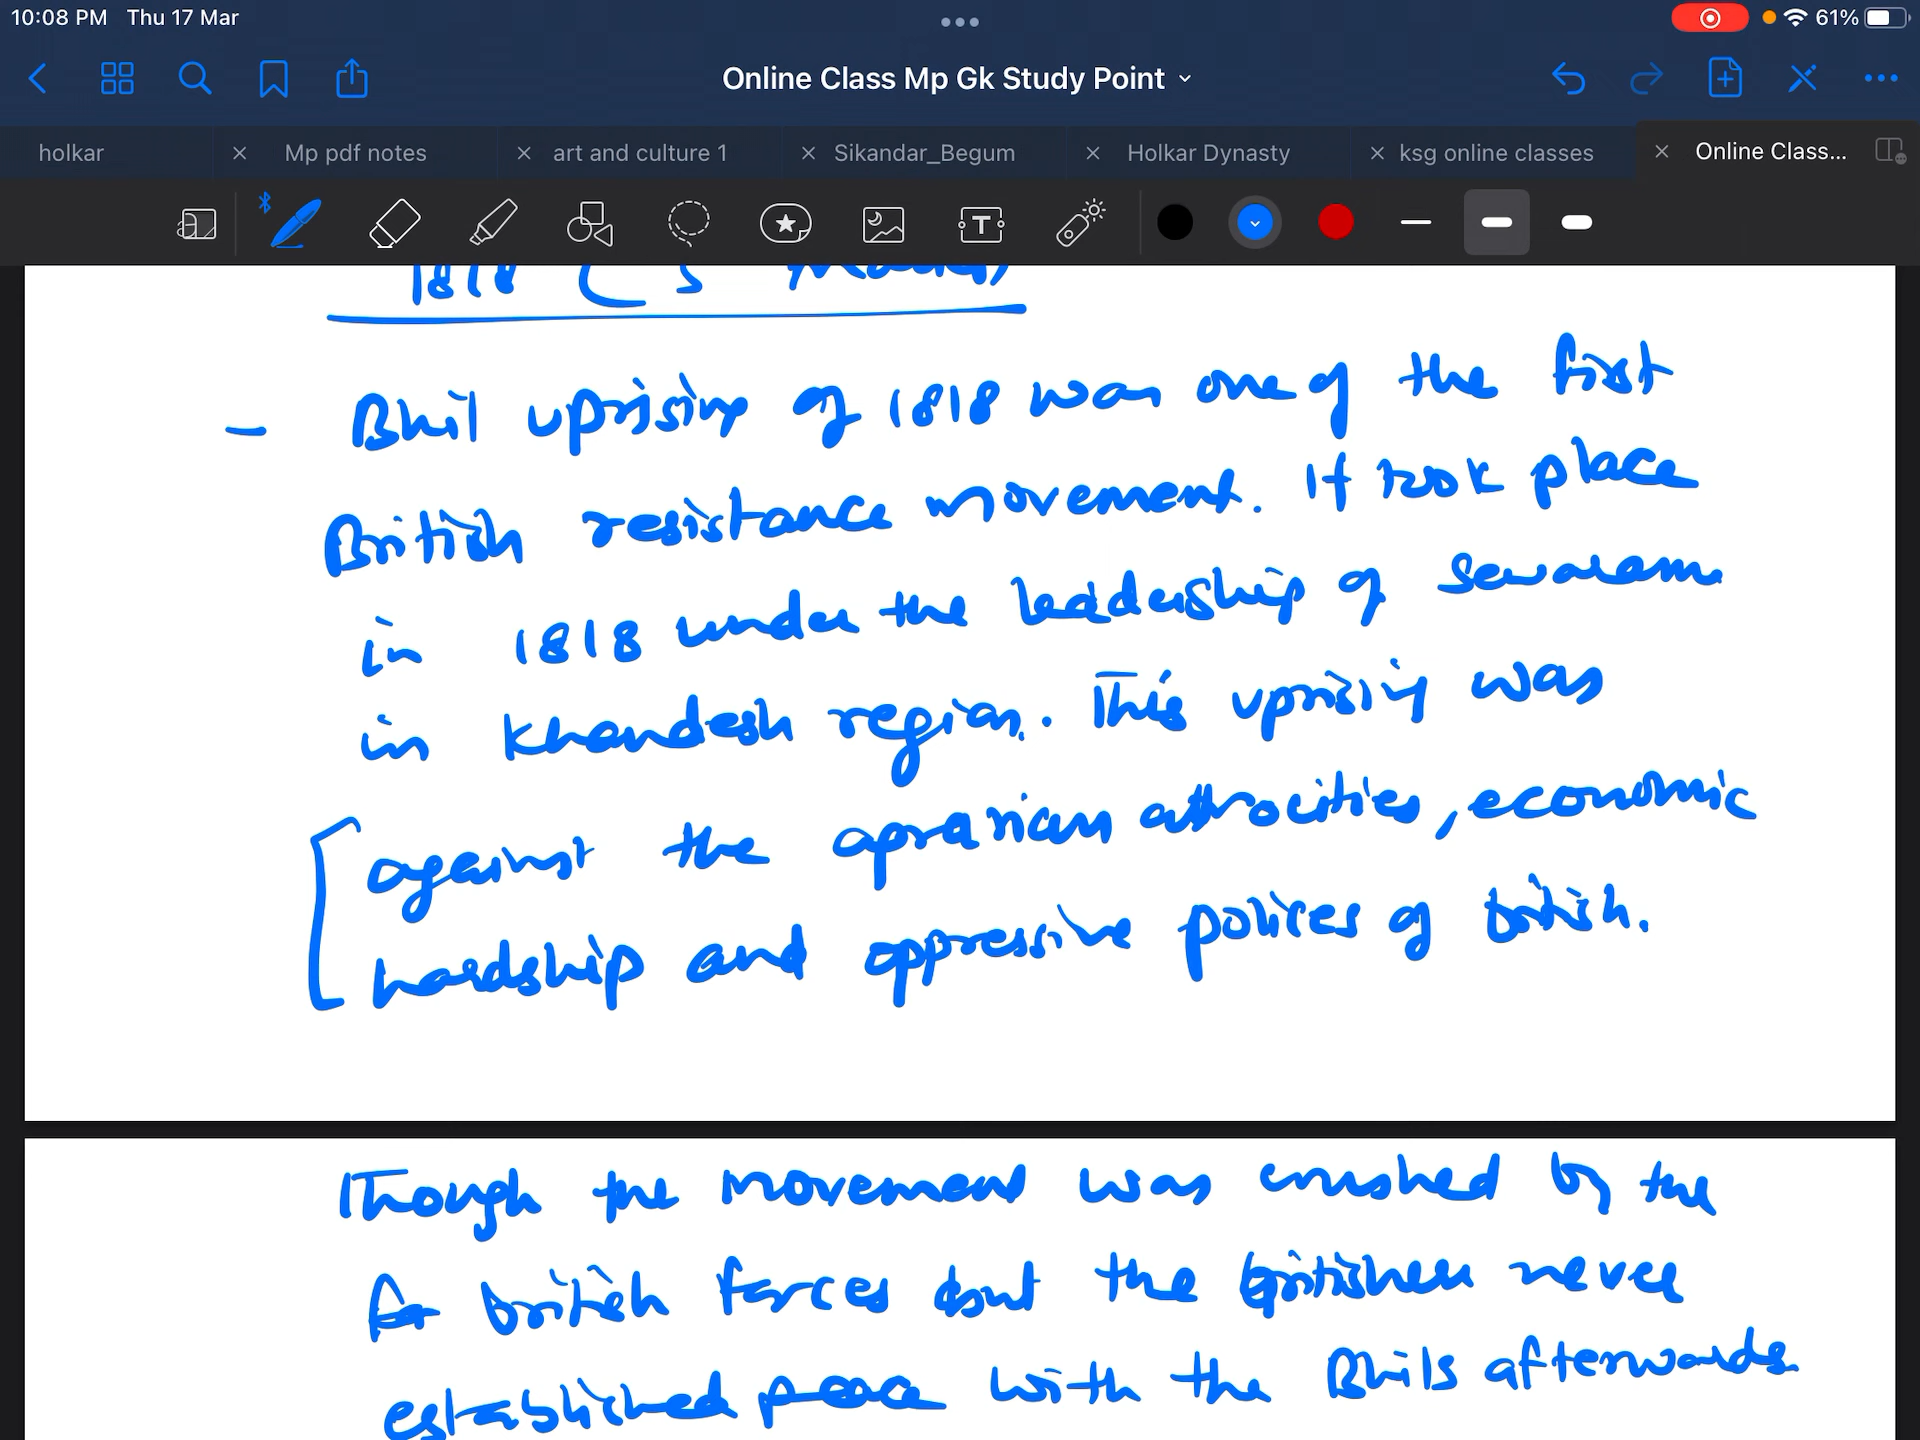 10:08 PM Thu 17 Mar
61%
Online Class Mp Gk Study Point
holkar
Mp pdf notes
art and culture 1
Sikandar_Begum
Holkar Dynasty
ksg online classes
Online Class...
1818 (5 Marks)
- Bhil uprising of 1818 was one of the first
British resistance movement. It took place
in 1818 under the leadership of Sewaram
in Khandesh region. This uprising was
against the agrarian attrocities, economic
hardship and oppressive polices of british.
Though the movement was crushed by the
british forces but the britishers never
established peace with the Bhils afterwards